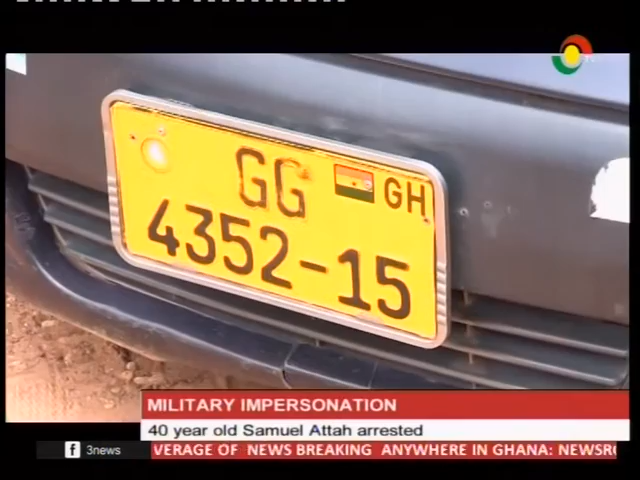 GG GH
4352-15
MILITARY IMPERSONATION
40 year old Samuel Attah arrested
f 3news
VERAGE OF NEWS BREAKING ANYWHERE IN GHANA: NEWSR